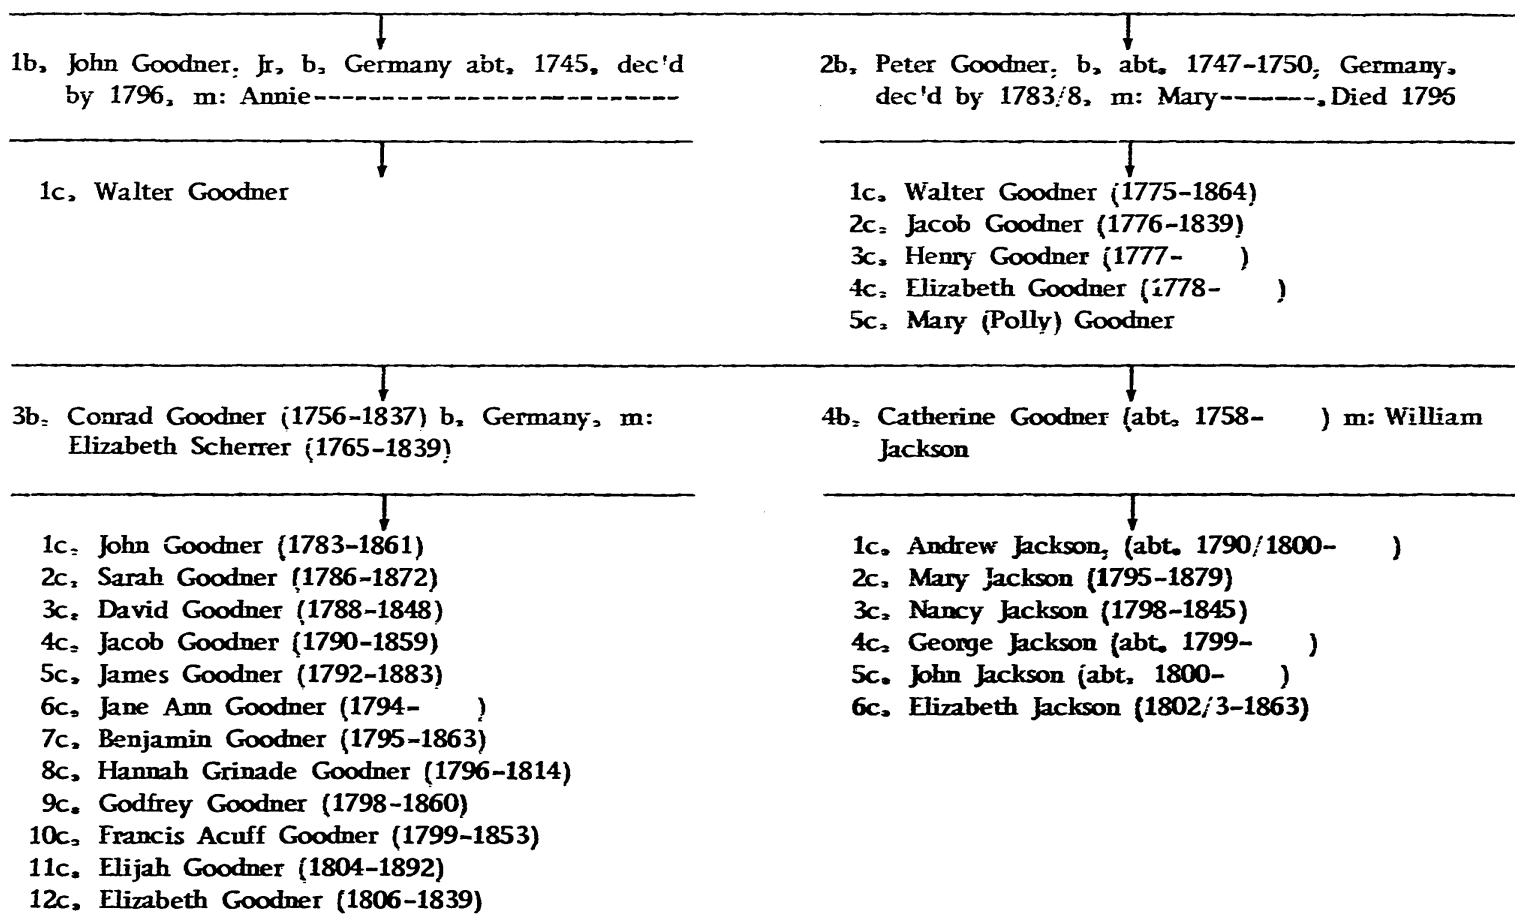 1b. John Goodner, Jr. b. Germany abt. 1745, dec'd
by 1796, m: Annie---------------------------
1c. Walter Goodner
2b. Peter Goodner, b. abt. 1747-1750, Germany,
dec'd by 1783/8, m: Mary-------. Died 1796
1c. Walter Goodner (1775-1864)
2c. Jacob Goodner (1776-1839)
3c. Henry Goodner (1777-    )
4c. Elizabeth Goodner (1778-    )
5c. Mary (Polly) Goodner
3b. Conrad Goodner (1756-1837) b. Germany, m:
Elizabeth Scherrer (1765-1839)
1c. John Goodner (1783-1861)
2c. Sarah Goodner (1786-1872)
3c. David Goodner (1788-1848)
4c. Jacob Goodner (1790-1859)
5c. James Goodner (1792-1883)
6c. Jane Ann Goodner (1794-    )
7c. Benjamin Goodner (1795-1863)
8c. Hannah Grinade Goodner (1796-1814)
9c. Godfrey Goodner (1798-1860)
10c. Francis Acuff Goodner (1799-1853)
11c. Elijah Goodner (1804-1892)
12c. Elizabeth Goodner (1806-1839)
4b. Catherine Goodner (abt. 1758-    ) m: William
Jackson
1c. Andrew Jackson, (abt. 1790/1800-    )
2c. Mary Jackson (1795-1879)
3c. Nancy Jackson (1798-1845)
4c. George Jackson (abt. 1799-    )
5c. John Jackson (abt. 1800-    )
6c. Elizabeth Jackson (1802/3-1863)